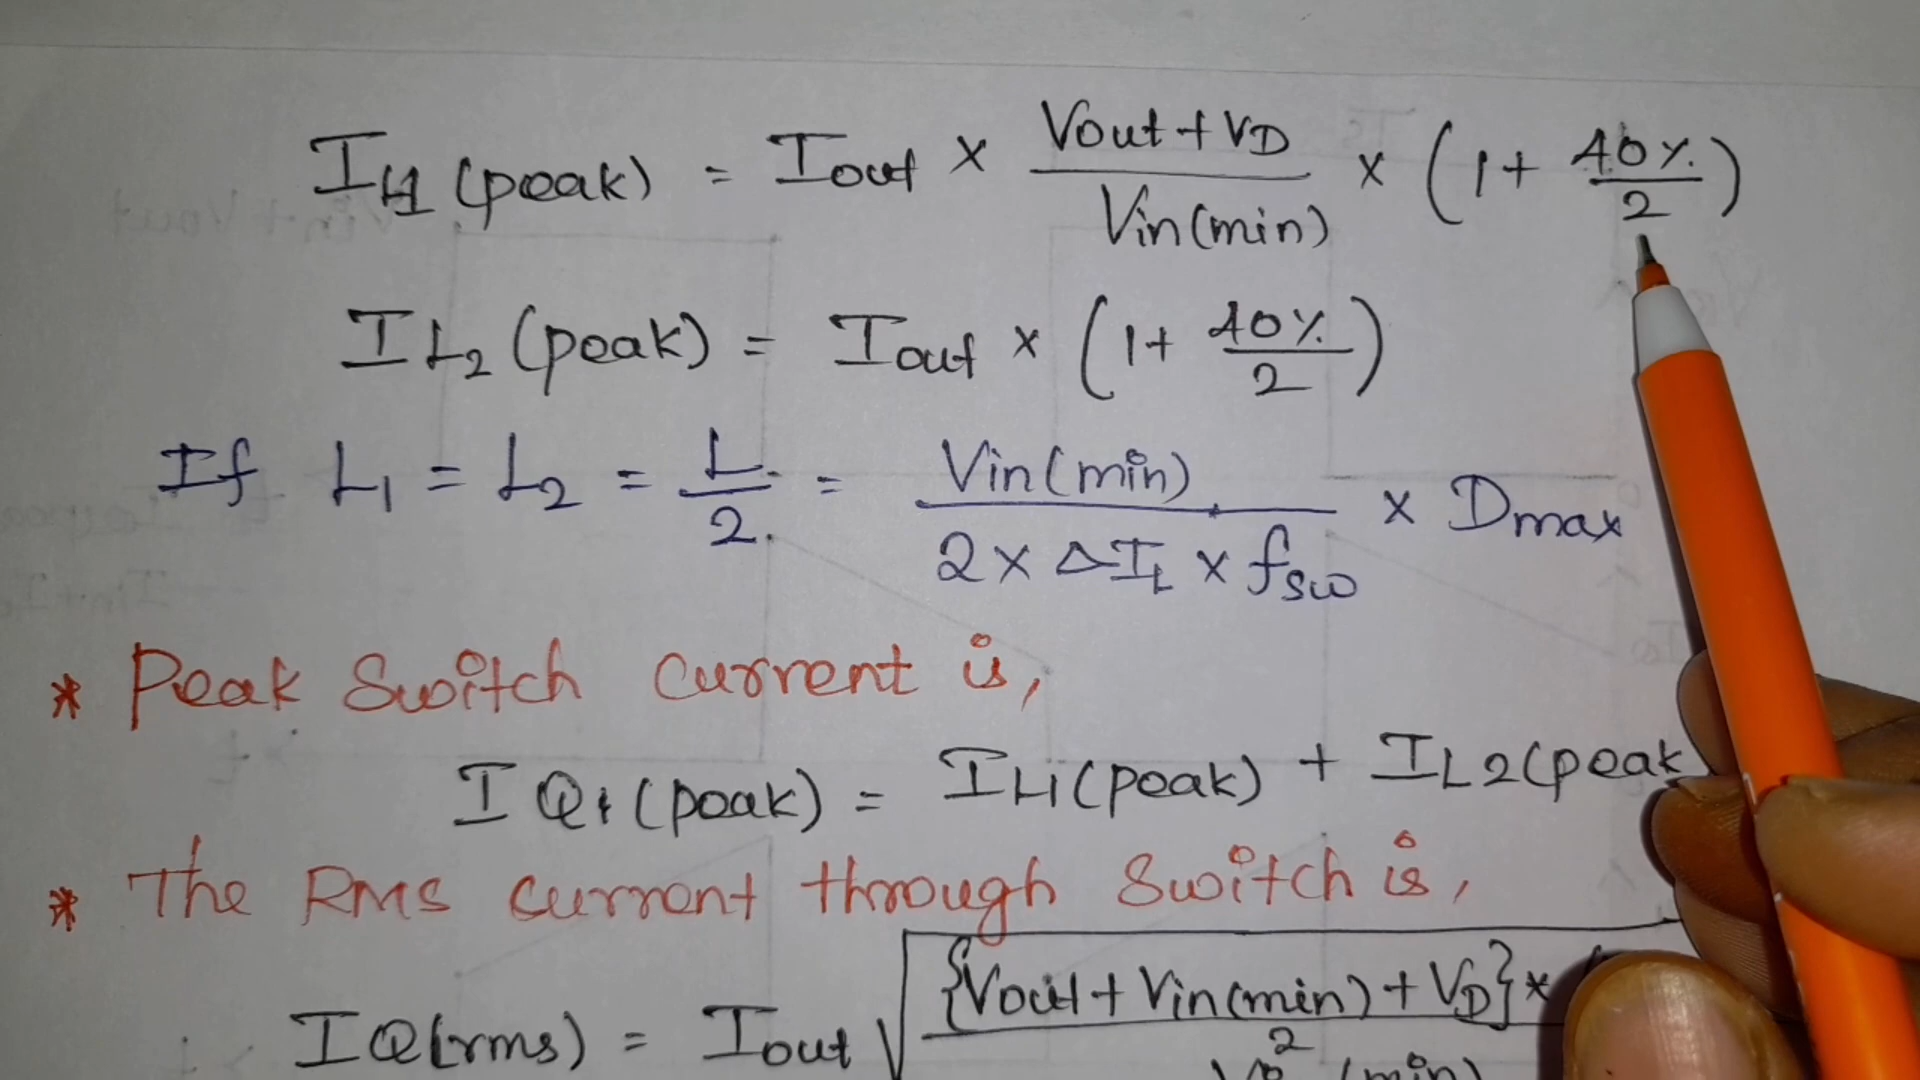 IL1 (peak) = Iout × (Vout + VD) / Vin(min) × (1 + 40% / 2)
IL2 (peak) = Iout × (1 + 40% / 2)
If L1 = L2 = L / 2 = Vin(min) / (2 × ΔIL × fsw) × Dmax
* Peak Switch Current is,
IQ1 (peak) = IL1 (peak) + IL2 (peak
* The RMS current through Switch is,
IQ(rms) = Iout √ {Vout + Vin(min) + VD} ×
(min)